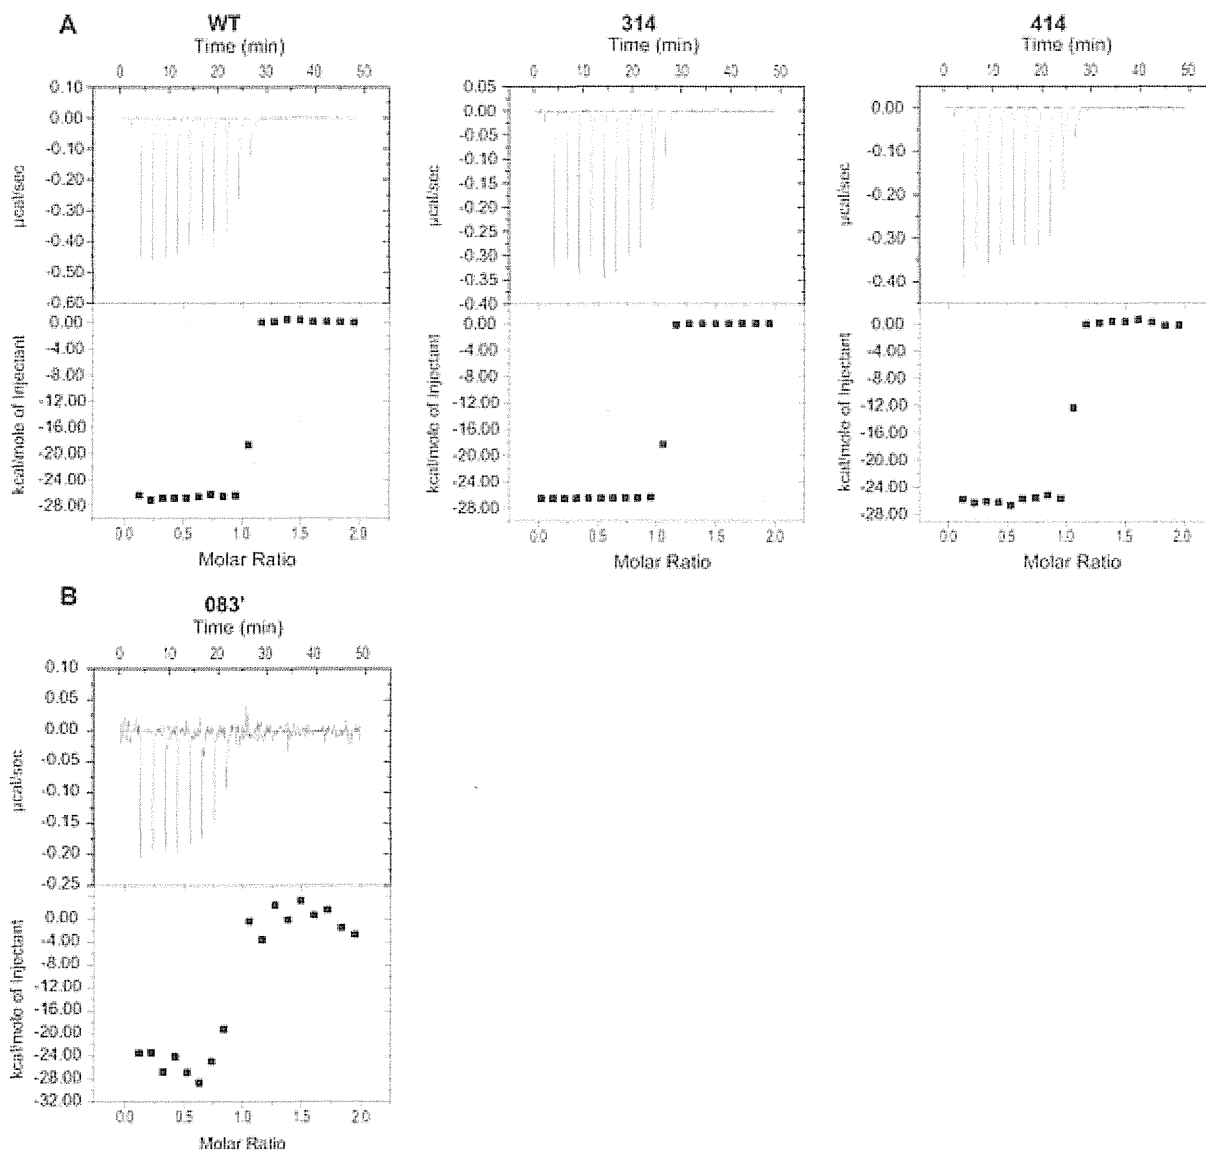 A
WT
Time (min)
0 10 20 30 40 50
0.10
0.00
-0.10
-0.20
-0.30
-0.40
-0.50
-0.60
µcal/sec
0.00
-4.00
-8.00
-12.00
-16.00
-20.00
-24.00
-28.00
kcal/mole of Injectant
0.0 0.5 1.0 1.5 2.0
Molar Ratio
314
Time (min)
0 10 20 30 40 50
0.05
0.00
-0.05
-0.10
-0.15
-0.20
-0.25
-0.30
-0.35
-0.40
µcal/sec
0.00
-4.00
-8.00
-12.00
-16.00
-20.00
-24.00
-28.00
kcal/mole of Injectant
0.0 0.5 1.0 1.5 2.0
Molar Ratio
414
Time (min)
0 10 20 30 40 50
0.00
-0.10
-0.20
-0.30
-0.40
µcal/sec
0.00
-4.00
-8.00
-12.00
-16.00
-20.00
-24.00
-28.00
kcal/mole of Injectant
0.0 0.5 1.0 1.5 2.0
Molar Ratio
B
083'
Time (min)
0 10 20 30 40 50
0.10
0.05
0.00
-0.05
-0.10
-0.15
-0.20
-0.25
µcal/sec
0.00
-4.00
-8.00
-12.00
-16.00
-20.00
-24.00
-28.00
-32.00
kcal/mole of Injectant
0.0 0.5 1.0 1.5 2.0
Molar Ratio